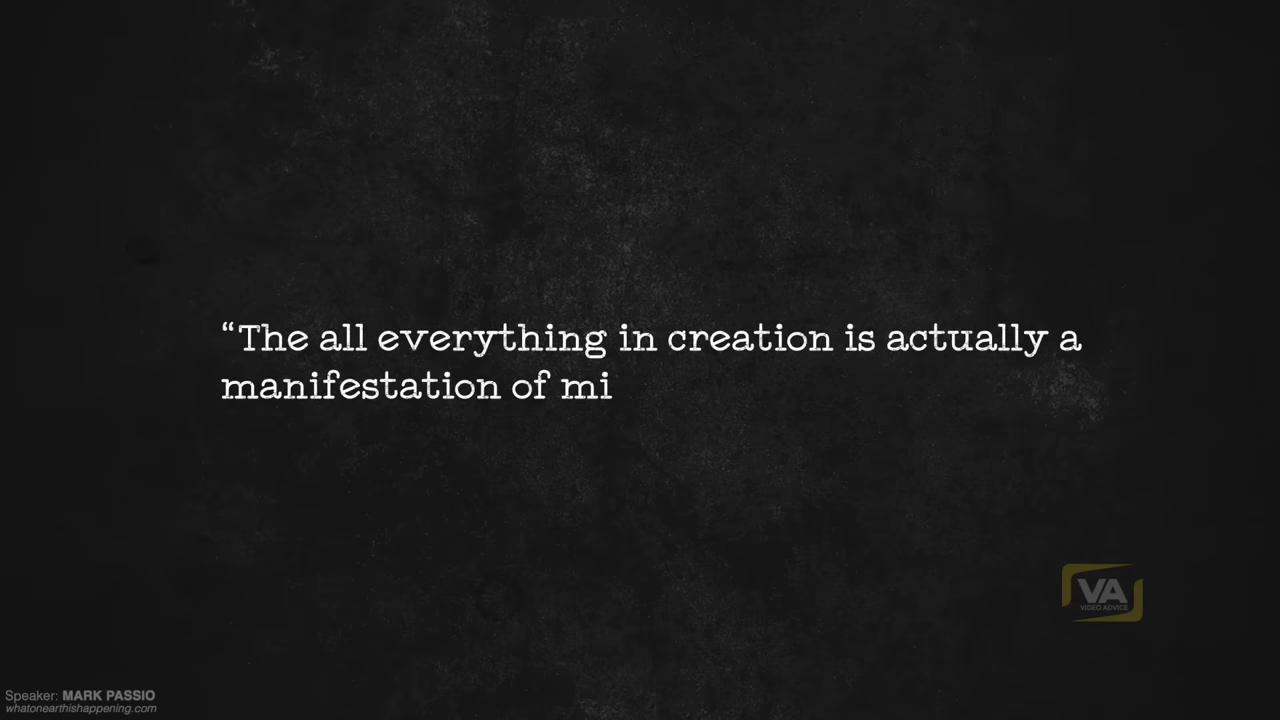 “The all everything in creation is actually a
manifestation of mi
VA
VIDEO ADVICE
Speaker: MARK PASSIO
whatonearthishappening.com